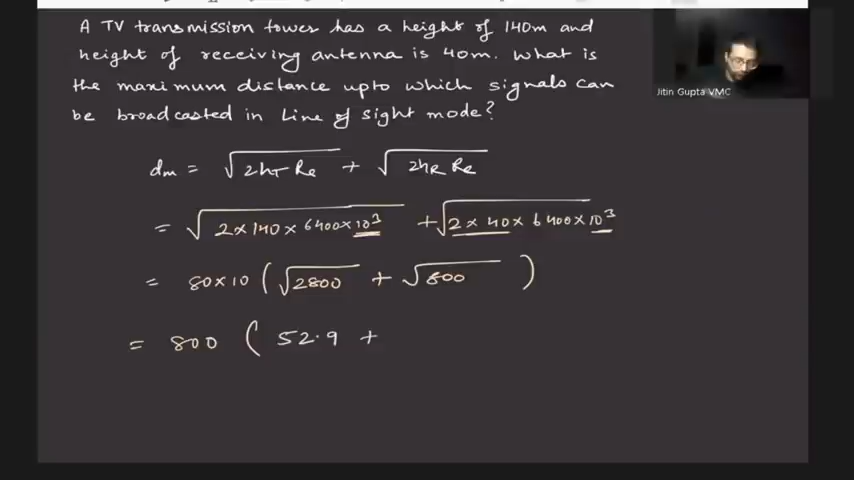 A TV transmission tower has a height of 140m and
height of receiving antenna is 40m. What is
the maximum distance upto which signals can
be broadcasted in Line of sight mode?
Jitin Gupta VMC
dm = √2hT Re + √2hR Re
= √2×140×6400×10³ + √2×40×6400×10³
= 80×10 ( √2800 + √800 )
= 800 ( 52.9 +